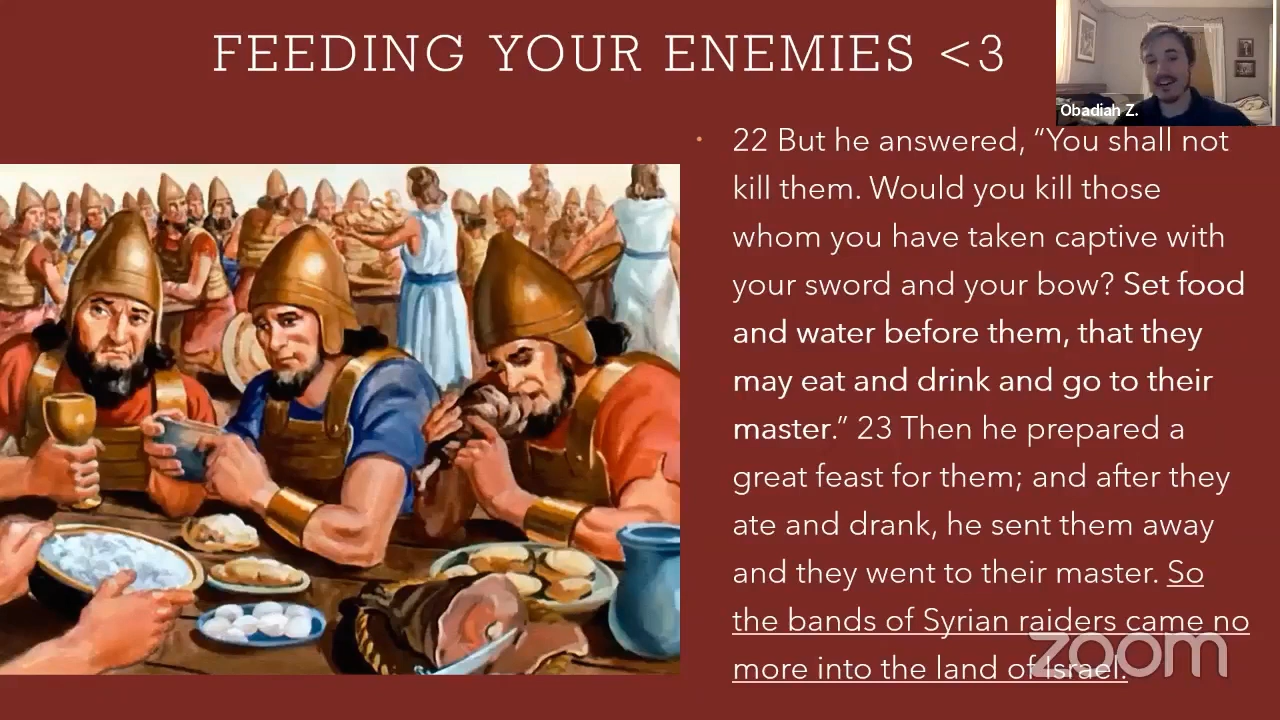 FEEDING YOUR ENEMIES <3
Obadiah Z.
• 22 But he answered, “You shall not
kill them. Would you kill those
whom you have taken captive with
your sword and your bow? Set food
and water before them, that they
may eat and drink and go to their
master.” 23 Then he prepared a
great feast for them; and after they
ate and drank, he sent them away
and they went to their master. So
the bands of Syrian raiders came no
more into the land of Israel.
zoom